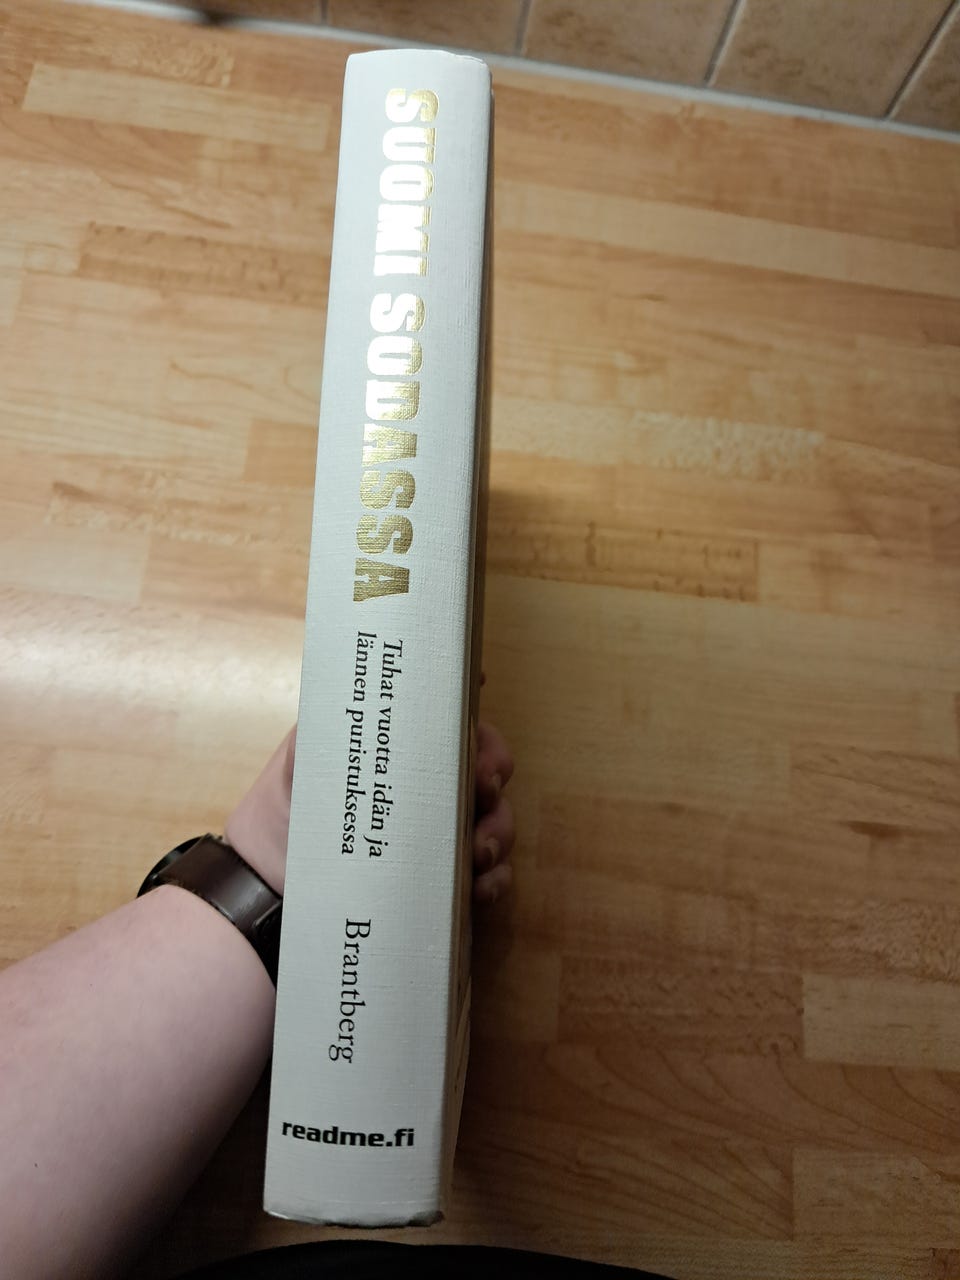 SUOMI SODASSA
Tuhat vuotta idän ja
lännen puristuksessa
Brantberg
readme.fi